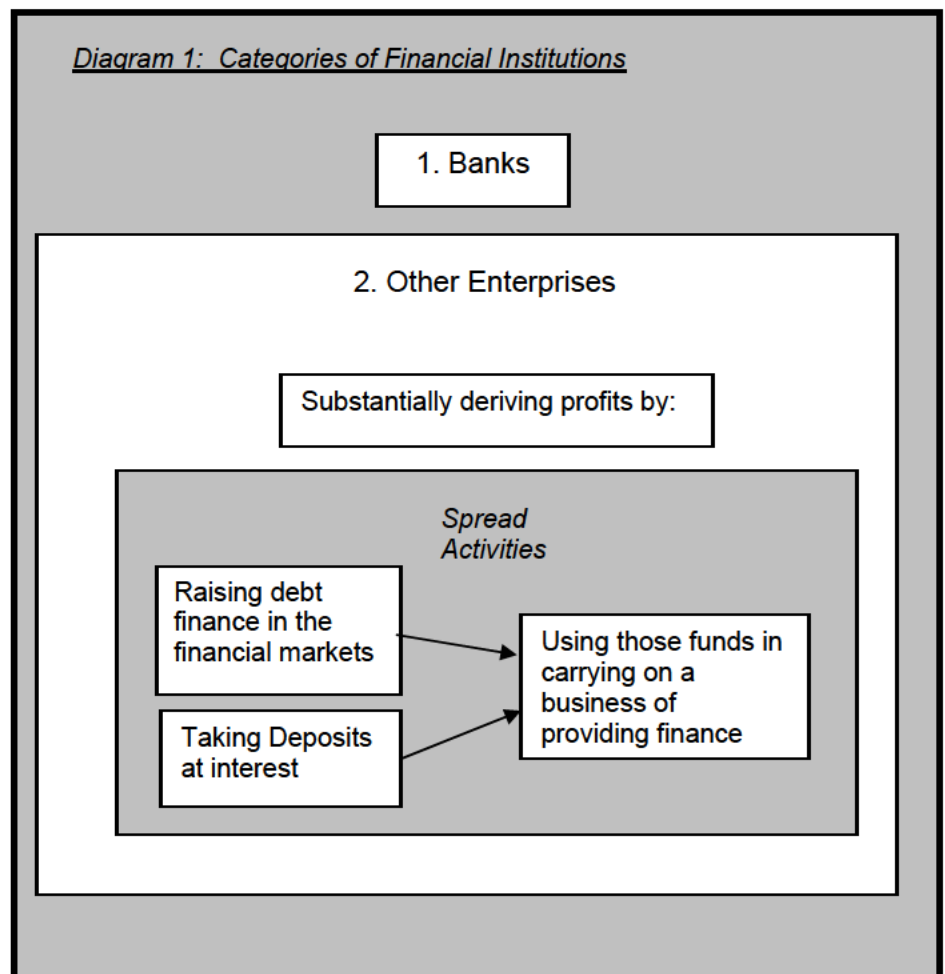 Diagram 1:  Categories of Financial Institutions
1. Banks
2. Other Enterprises
Substantially deriving profits by:
Spread
Activities
Raising debt
finance in the
financial markets
Taking Deposits
at interest
Using those funds in
carrying on a
business of
providing finance